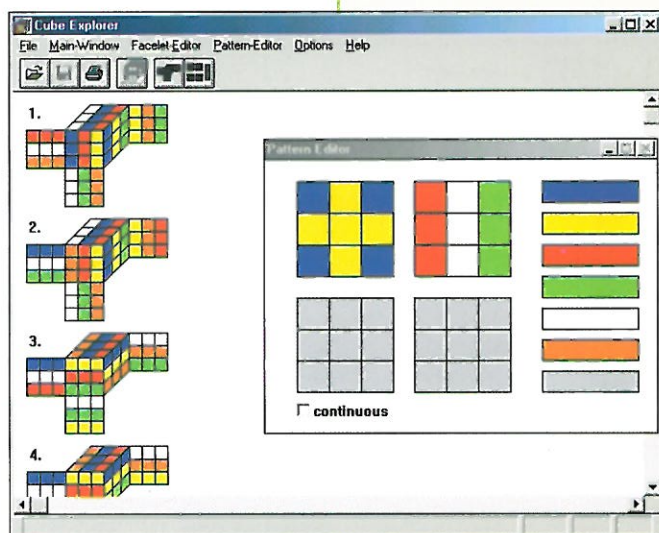 Cube Explorer
File Main-Window Facelet-Editor Pattern-Editor Options Help
1.
Pattern Editor
2.
3.
continuous
4.